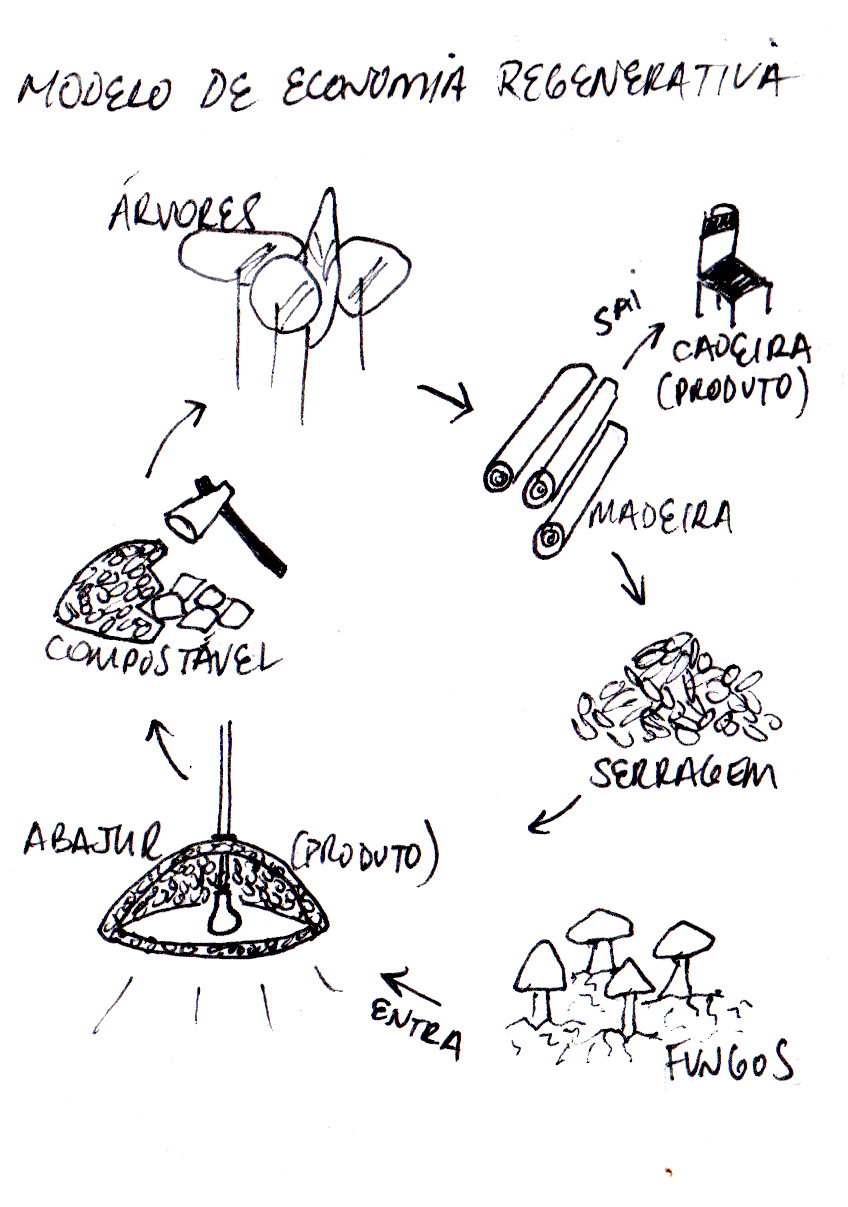 MODELO DE ECONOMIA REGENERATIVA
ÁRVORES
SAI
CADEIRA
(PRODUTO)
MADEIRA
COMPOSTÁVEL
SERRAGEM
ABAJUR (PRODUTO)
ENTRA
FUNGOS